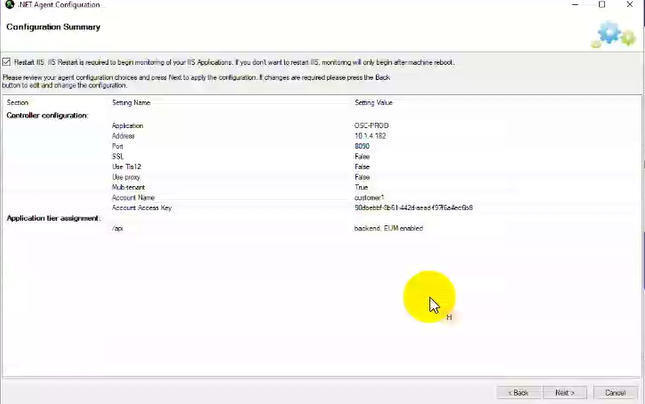 .NET Agent Configuration
Configuration Summary
Restart IIS. IIS Restart is required to begin monitoring of your IIS Applications. If you don't want to restart IIS, monitoring will only begin after machine reboot.
Please review your agent configuration choices and press Next to apply the configuration. If changes are required please press the Back
button to edit and change the configuration.
Section Setting Name Setting Value
Controller configuration:
Application OSC-PROD
Address 10.1.4.182
Port 8090
SSL False
Use Tls12 False
Use proxy False
Multi-tenant True
Account Name customer1
Account Access Key
Application tier assignment:
/api backend, EUM enabled
H
< Back Next > Cancel